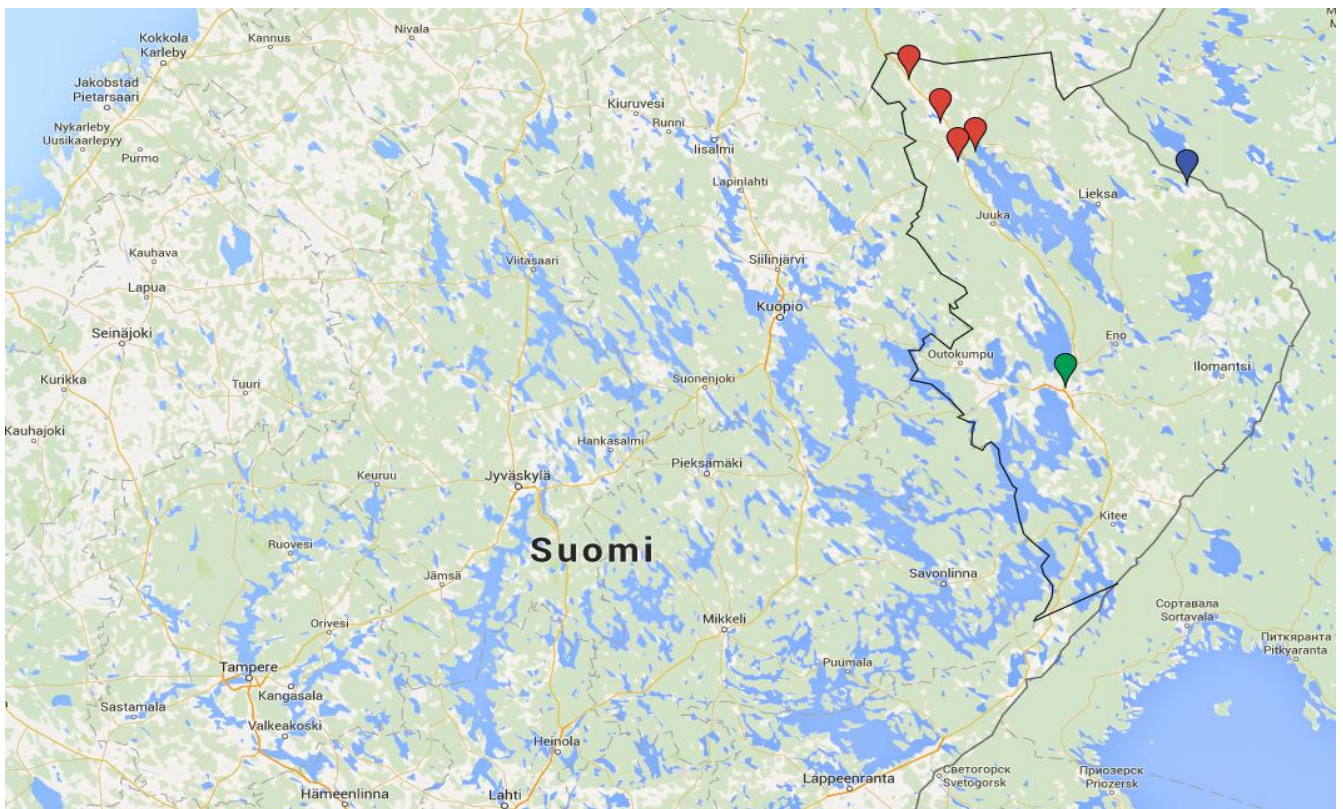 Kokkola
Karleby
Kannus
Nivala
Jakobstad
Pietarsaari
Kiuruvesi
Runni
Nykarleby
Uusikaarlepyy
Iisalmi
Purmo
Lapinlahti
Lieksa
Juuka
Kauhava
Viitasaari
Siilinjärvi
Lapua
Kuopio
Seinäjoki
Eno
Outokumpu
Ilomantsi
Kurikka
Tuuri
Suonenjoki
Kauhajoki
Hankasalmi
Pieksämäki
Keuruu
Jyväskylä
Kitee
Ruovesi
Suomi
Jämsä
Savonlinna
Сортавала
Sortavala
Orivesi
Mikkeli
Питкяранта
Pitkyaranta
Puumala
Tampere
Kangasala
Sastamala
Valkeakoski
Heinola
Светогорск
Svetogorsk
Приозерск
Priozersk
Lappeenranta
Hämeenlinna
Lahti